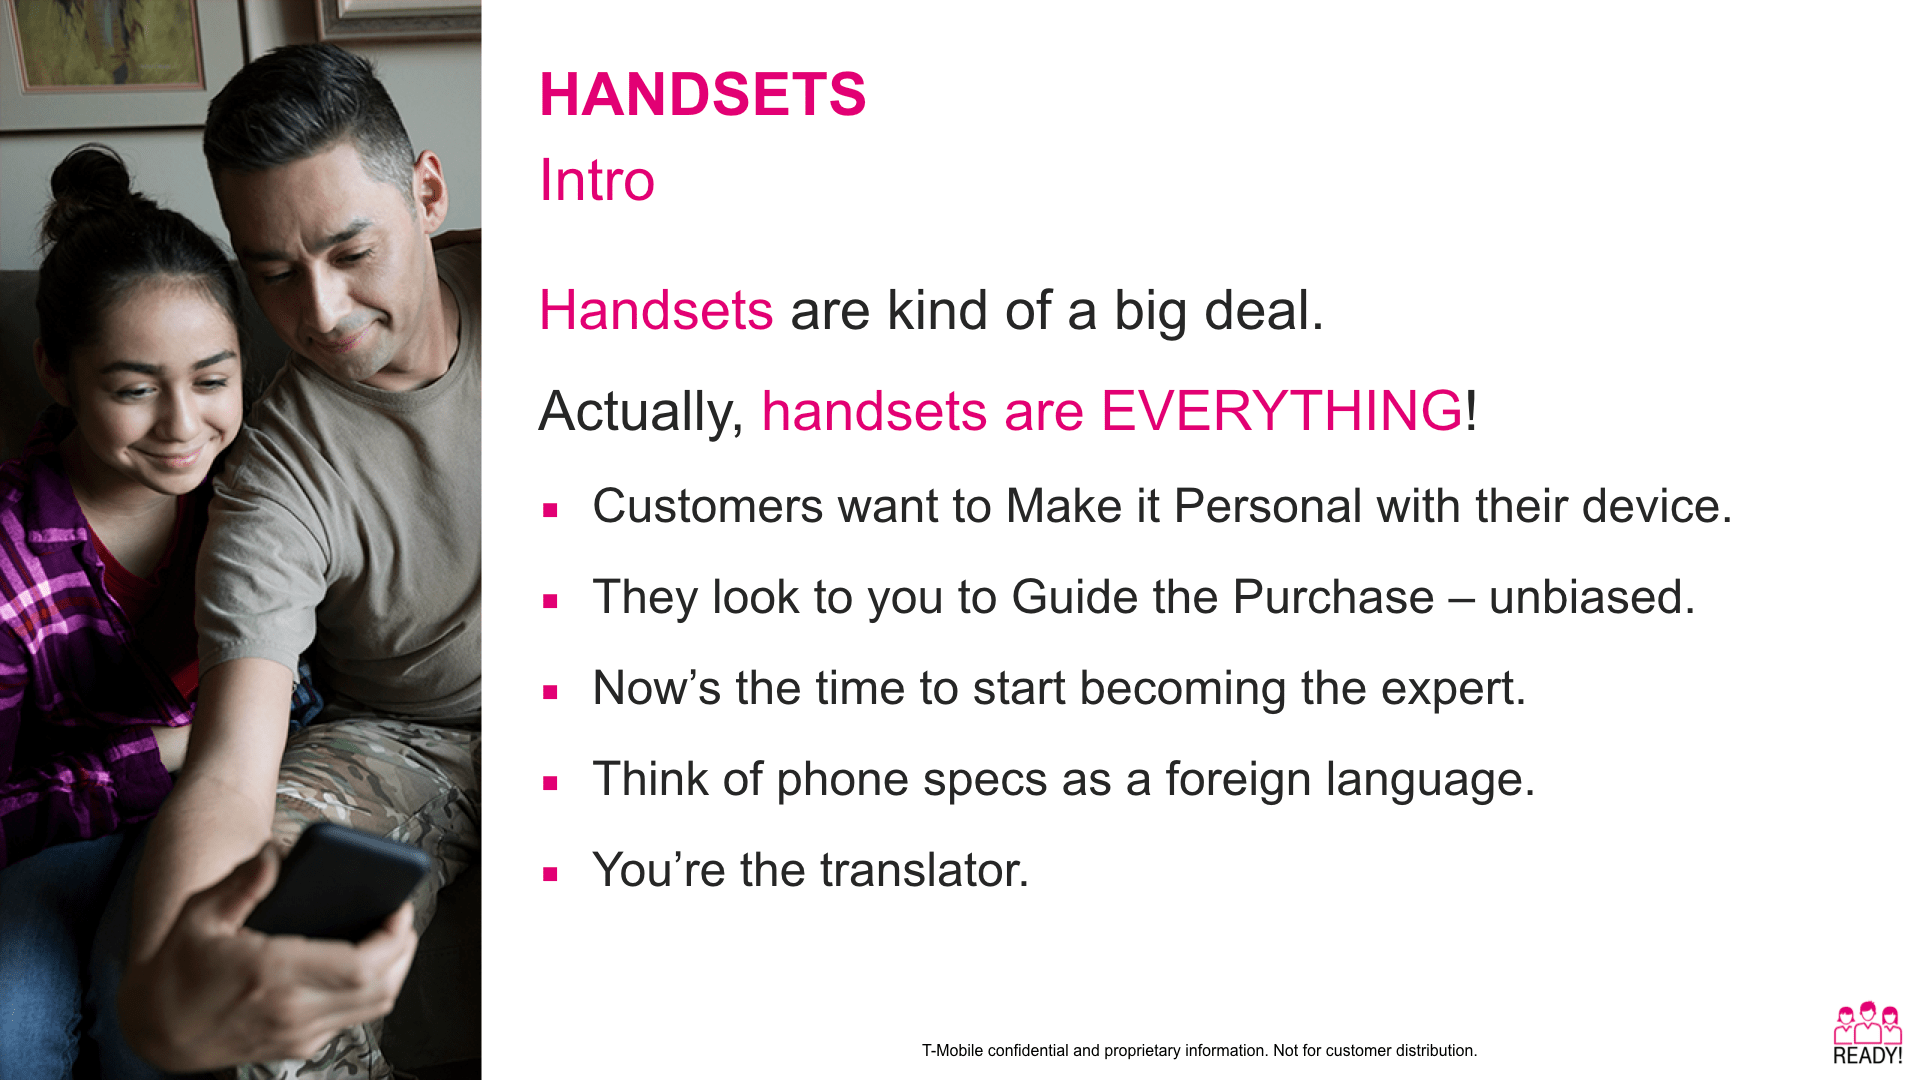 HANDSETS
Intro
Handsets are kind of a big deal.
Actually, handsets are EVERYTHING!
Customers want to Make it Personal with their device.
They look to you to Guide the Purchase – unbiased.
Now’s the time to start becoming the expert.
Think of phone specs as a foreign language.
You’re the translator.
T-Mobile confidential and proprietary information. Not for customer distribution.
READY!